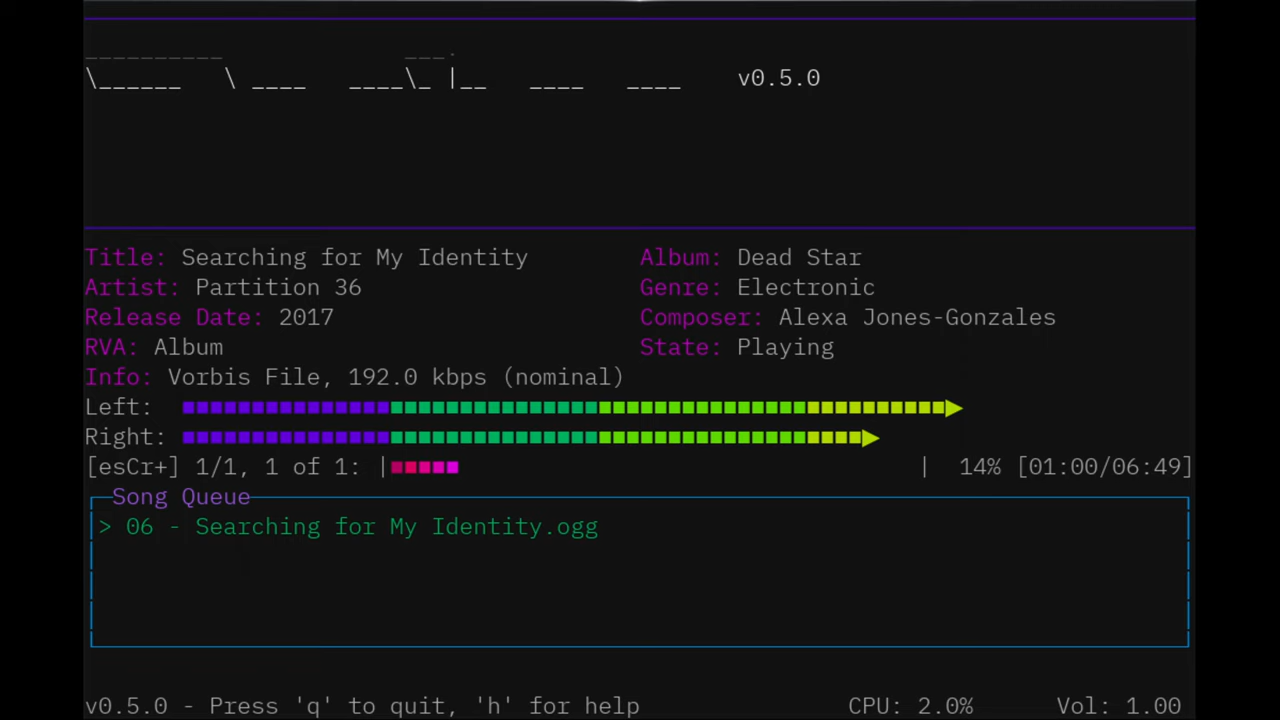 __________             ___.
\______   \ ____   ____\_ |__   ____   ____    v0.5.0
Title: Searching for My Identity
Album: Dead Star
Artist: Partition 36
Genre: Electronic
Release Date: 2017
Composer: Alexa Jones-Gonzales
RVA: Album
State: Playing
Info: Vorbis File, 192.0 kbps (nominal)
Left:
Right:
[esCr+] 1/1, 1 of 1: | | 14% [01:00/06:49]
Song Queue
> 06 - Searching for My Identity.ogg
v0.5.0 - Press 'q' to quit, 'h' for help
CPU: 2.0%
Vol: 1.00